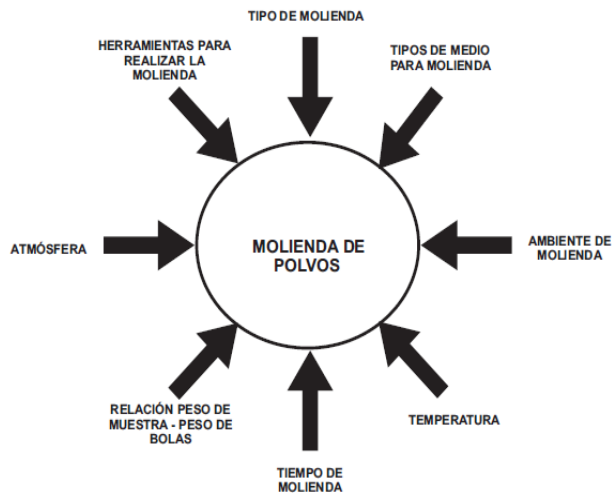 TIPO DE MOLIENDA
HERRAMIENTAS PARA
REALIZAR LA
MOLIENDA
TIPOS DE MEDIO
PARA MOLIENDA
ATMÓSFERA
MOLIENDA DE
POLVOS
AMBIENTE DE
MOLIENDA
RELACIÓN PESO DE
MUESTRA - PESO DE
BOLAS
TEMPERATURA
TIEMPO DE
MOLIENDA